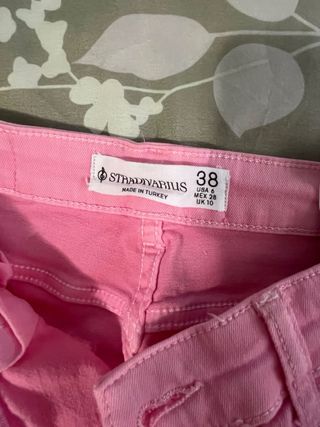 STRADIVARIUS
MADE IN TURKEY
38
USA 6
MEX 28
UK 10